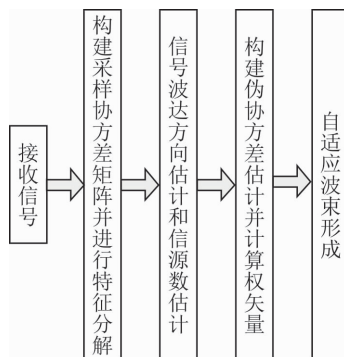 接收信号
构建采样协方差矩阵并进行特征分解
信号波达方向估计和信源数估计
构建伪协方差估计并计算权矢量
自适应波束形成